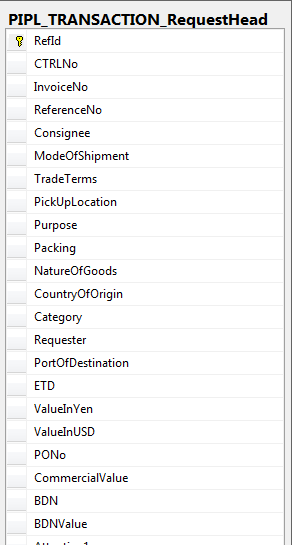 PIPL_TRANSACTION_RequestHead
RefId
CTRLNo
InvoiceNo
ReferenceNo
Consignee
ModeOfShipment
TradeTerms
PickUpLocation
Purpose
Packing
NatureOfGoods
CountryOfOrigin
Category
Requester
PortOfDestination
ETD
ValueInYen
ValueInUSD
PONo
CommercialValue
BDN
BDNValue